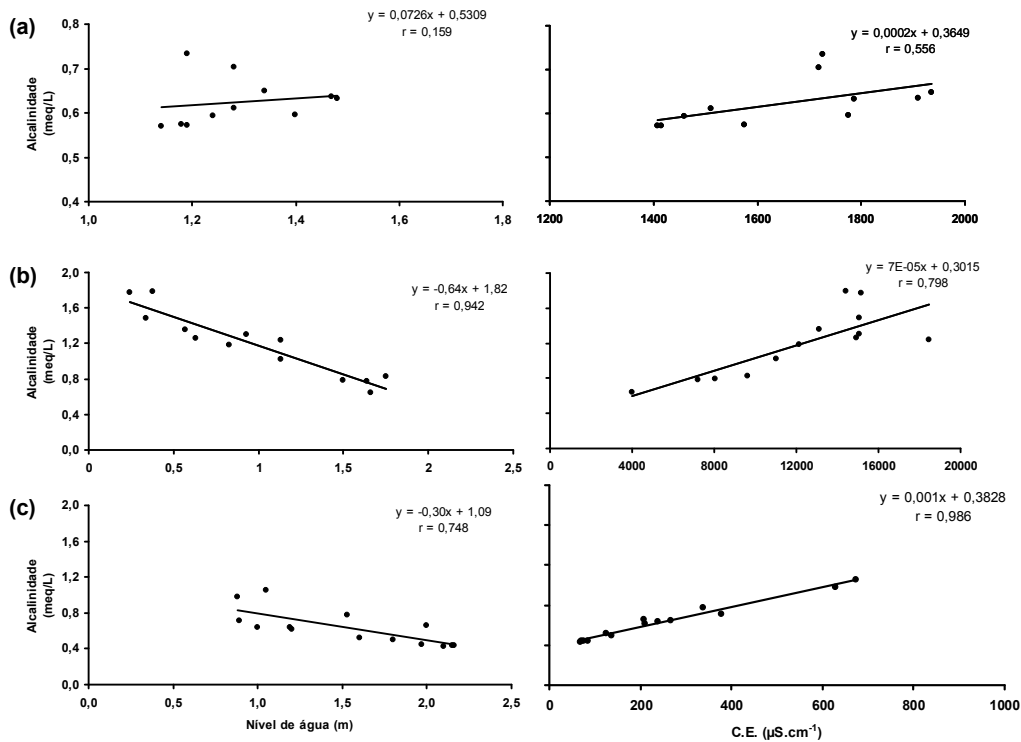 (a)
y = 0,0726x + 0,5309
r = 0,159
Alcalinidade
(meq/L)
0,8
0,7
0,6
0,5
0,4
1,0
1,2
1,4
1,6
1,8
y = 0,0002x + 0,3649
r = 0,556
1200
1400
1600
1800
2000
(b)
y = -0,64x + 1,82
r = 0,942
Alcalinidade
(meq/L)
2,0
1,6
1,2
0,8
0,4
0,0
0
0,5
1
1,5
2
2,5
y = 7E-05x + 0,3015
r = 0,798
0
4000
8000
12000
16000
20000
(c)
y = -0,30x + 1,09
r = 0,748
Alcalinidade
(meq/L)
2,0
1,6
1,2
0,8
0,4
0,0
0,0
0,5
1,0
1,5
2,0
2,5
Nível de água (m)
y = 0,001x + 0,3828
r = 0,986
0
200
400
600
800
C.E. (µS.cm⁻¹)